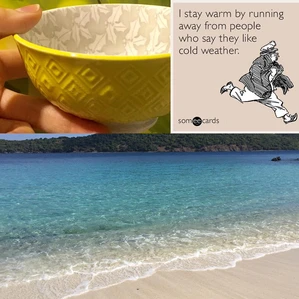 I stay warm by running
away from people
who say they like
cold weather.
someecards